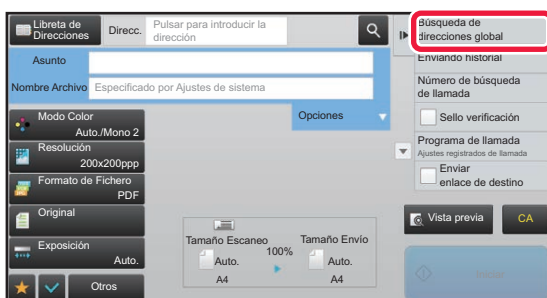 Libreta de
Direcciones
Direcc.
Pulsar para introducir la
dirección
Asunto
Nombre Archivo
Especificado por Ajustes de sistema
Opciones
Modo Color
Auto./Mono 2
Resolución
200x200ppp
Formato de Fichero
PDF
Original
Exposición
Auto.
Otros
Tamaño Escaneo
100%
Tamaño Envío
Auto.
A4
Auto.
A4
Búsqueda de
direcciones global
Enviando historial
Número de búsqueda
de llamada
Sello verificación
Programa de llamada
Ajustes registrados de llamada
Enviar
enlace de destino
Vista previa
CA
Iniciar